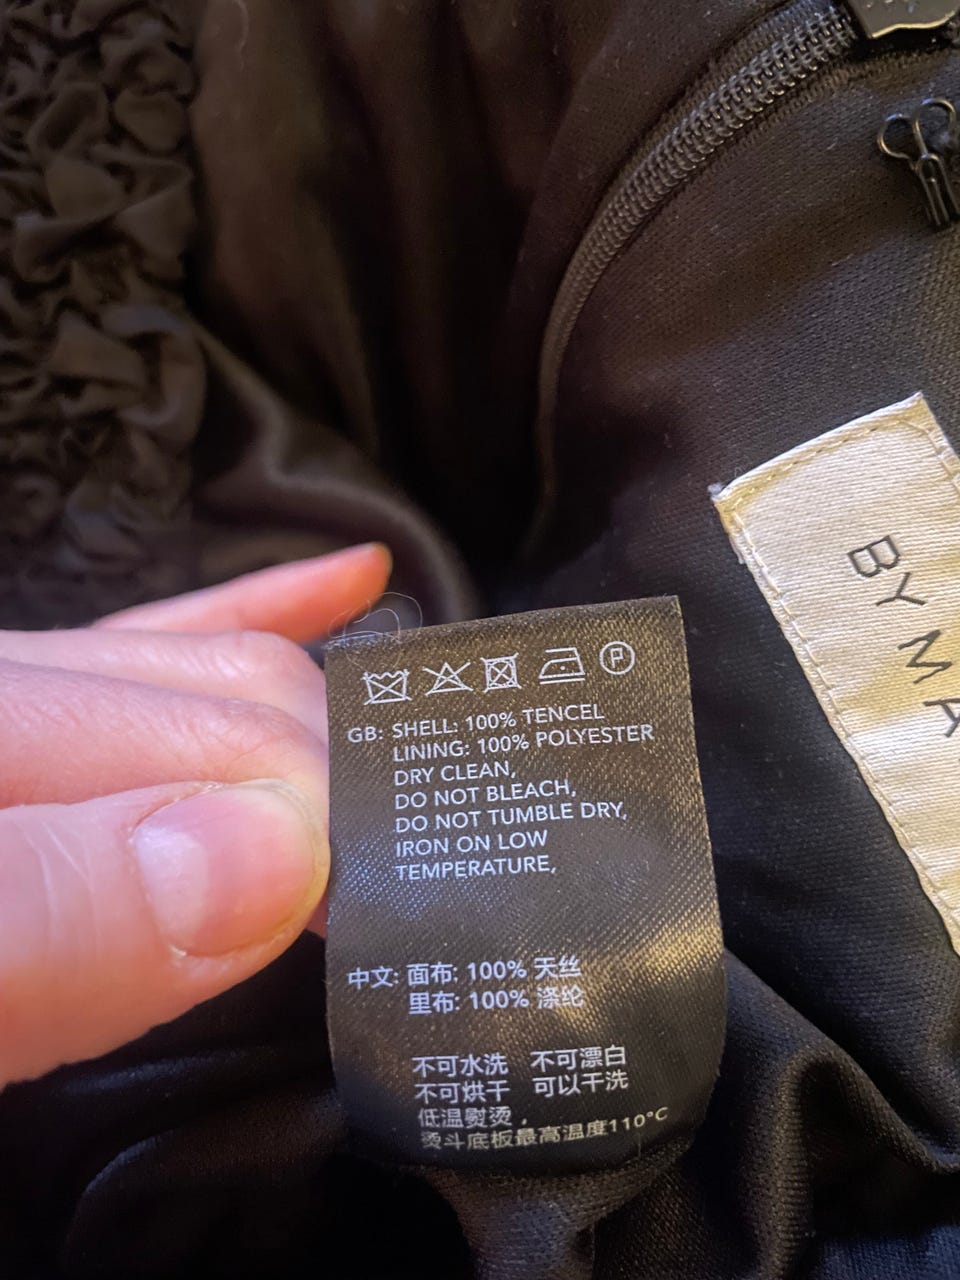 P
GB: SHELL: 100% TENCEL
LINING: 100% POLYESTER
DRY CLEAN,
DO NOT BLEACH,
DO NOT TUMBLE DRY,
IRON ON LOW
TEMPERATURE,
中文: 面布: 100% 天丝
里布: 100% 涤纶
不可水洗 不可漂白
不可烘干 可以干洗
低温熨烫,
烫斗底板最高温度110°C
BY MA